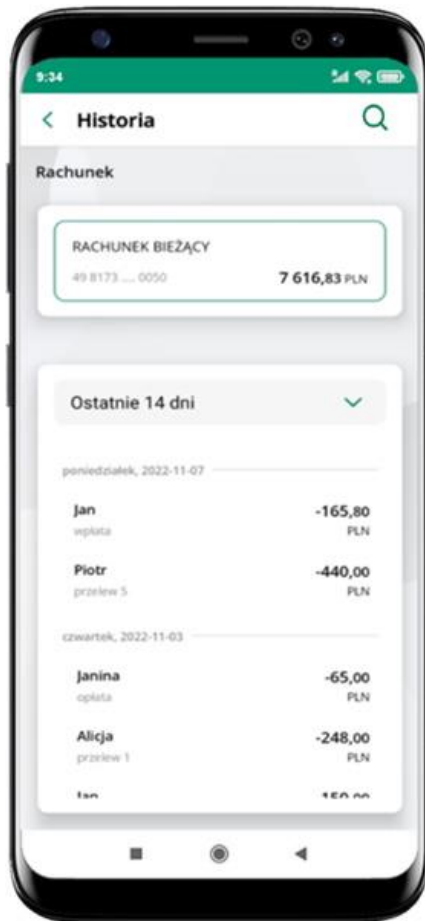 9:34
Historia
Rachunek
RACHUNEK BIEŻĄCY
49 8173 .... 0050 7 616,83 PLN
Ostatnie 14 dni
poniedziałek, 2022-11-07
Jan -165,80
wpłata PLN
Piotr -440,00
przelew 5 PLN
czwartek, 2022-11-03
Janina -65,00
opłata PLN
Alicja -248,00
przelew 1 PLN